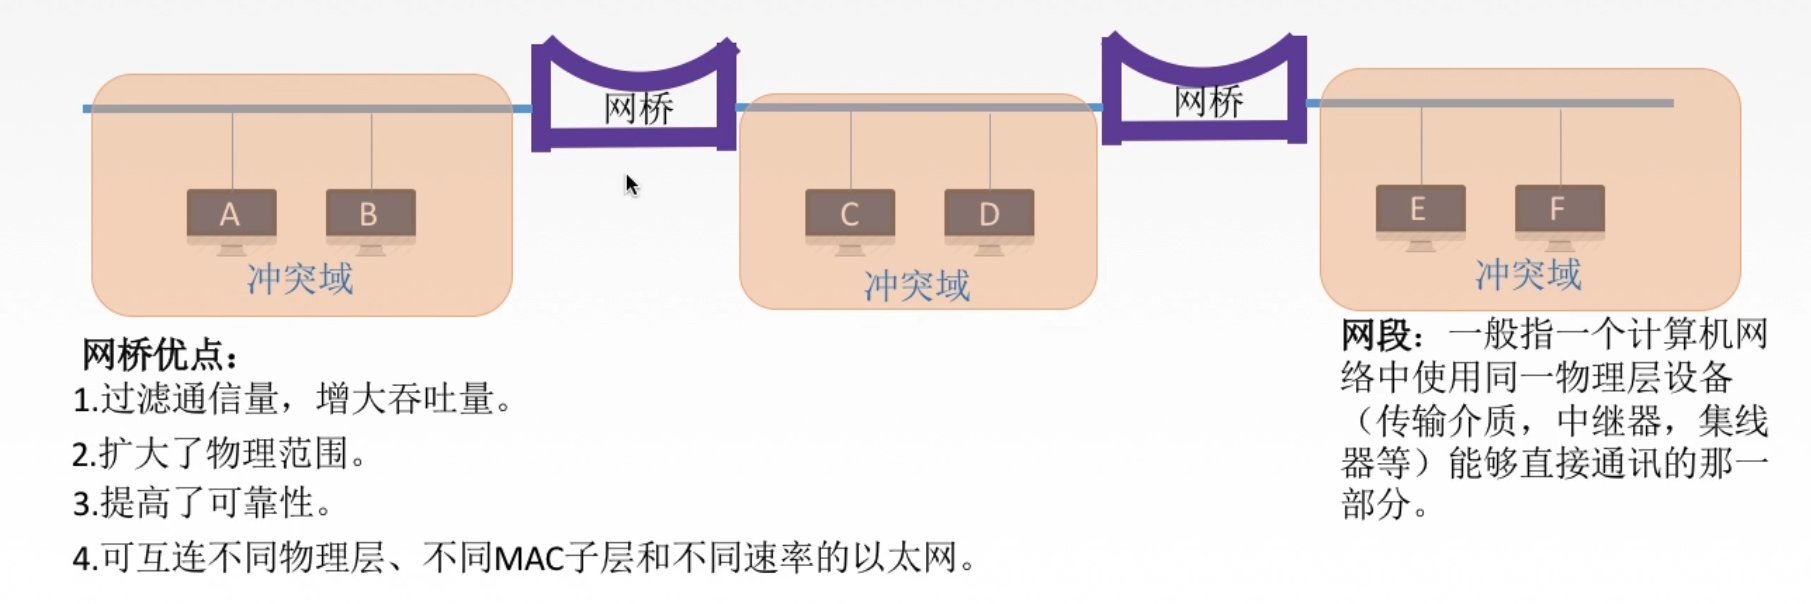 网桥
网桥
A
B
冲突域
C
D
冲突域
E
F
冲突域
网桥优点：
1.过滤通信量，增大吞吐量。
2.扩大了物理范围。
3.提高了可靠性。
4.可互连不同物理层、不同MAC子层和不同速率的以太网。
网段：一般指一个计算机网
络中使用同一物理层设备
（传输介质，中继器，集线
器等）能够直接通讯的那一
部分。